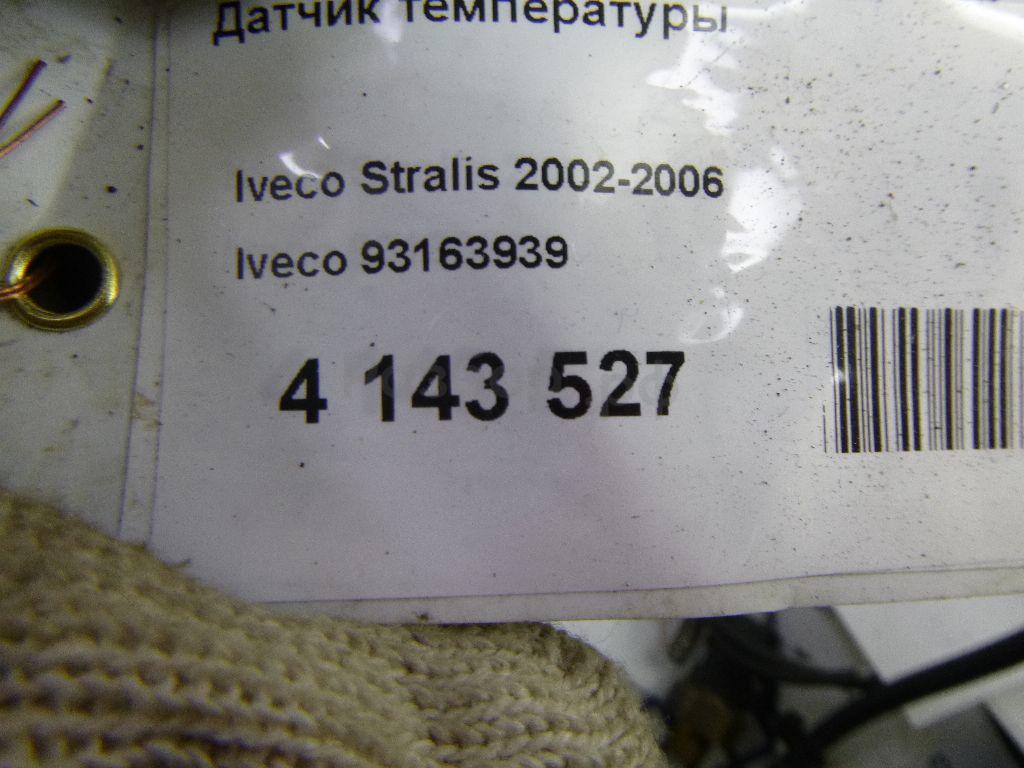 Датчик температуры
Iveco Stralis 2002-2006
Iveco 93163939
4 143 527